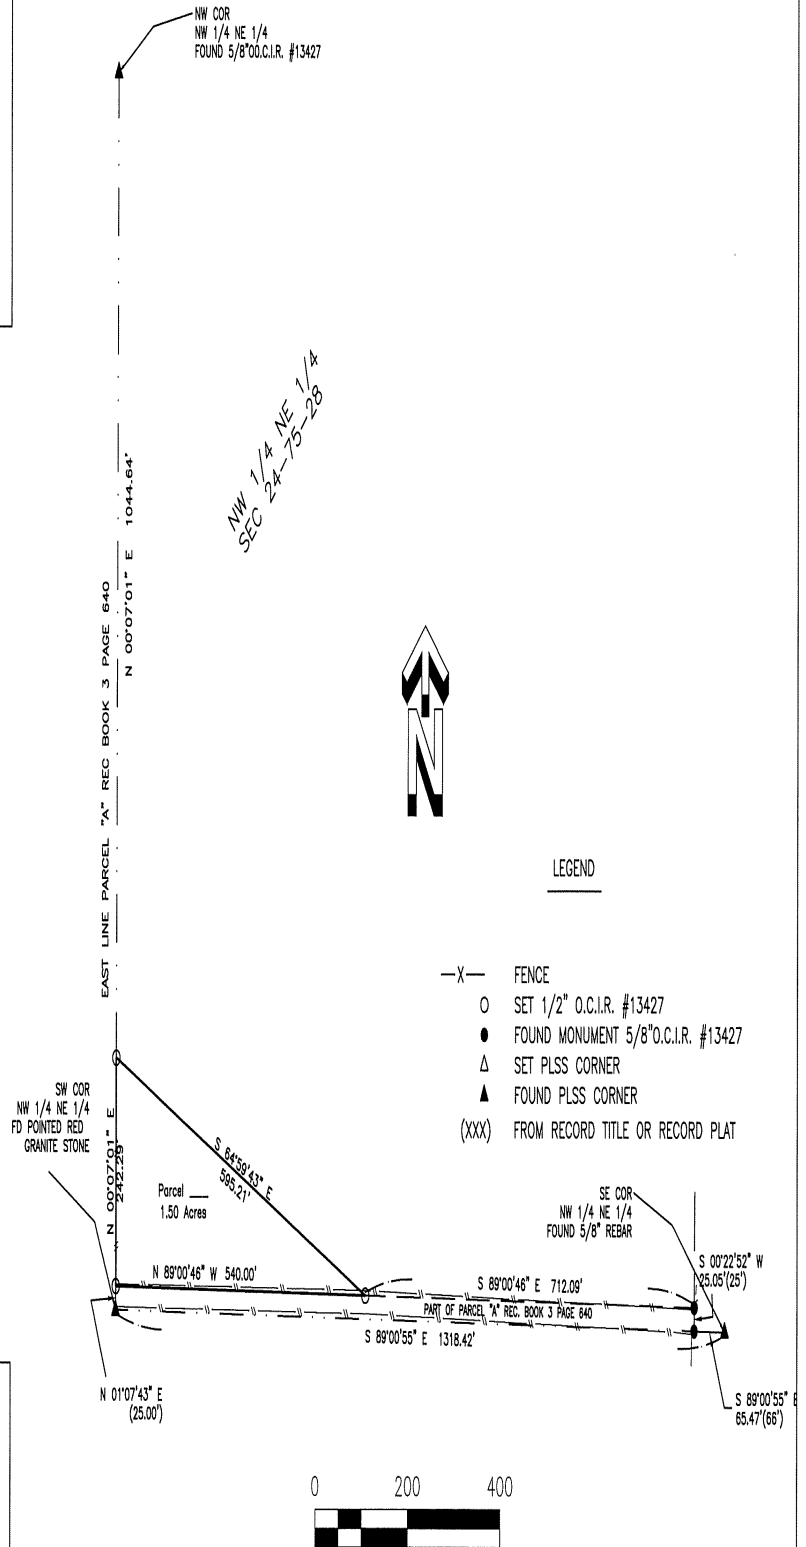 NW COR
NW 1/4 NE 1/4
FOUND 5/8"OO.C.I.R. #13427
NW 1/4 NE 1/4
SEC 24-75-28
N 00°07'01" E 1044.64'
EAST LINE PARCEL "A" REC BOOK 3 PAGE 640
N
LEGEND
—X— FENCE
SET 1/2" O.C.I.R. #13427
FOUND MONUMENT 5/8"O.C.I.R. #13427
SET PLSS CORNER
FOUND PLSS CORNER
(XXX) FROM RECORD TITLE OR RECORD PLAT
SW COR
NW 1/4 NE 1/4
FD POINTED RED
GRANITE STONE
N 00°07'01" E
242.29'
S 64°59'43" E
595.21'
Parcel ___
1.50 Acres
SE COR
NW 1/4 NE 1/4
FOUND 5/8" REBAR
S 00°22'52" W
25.05'(25')
N 89°00'46" W 540.00'
S 89°00'46" E 712.09'
PART OF PARCEL "A" REC. BOOK 3 PAGE 640
S 89°00'55" E 1318.42'
N 01°07'43" E
(25.00')
S 89°00'55" E
65.47'(66')
0 200 400